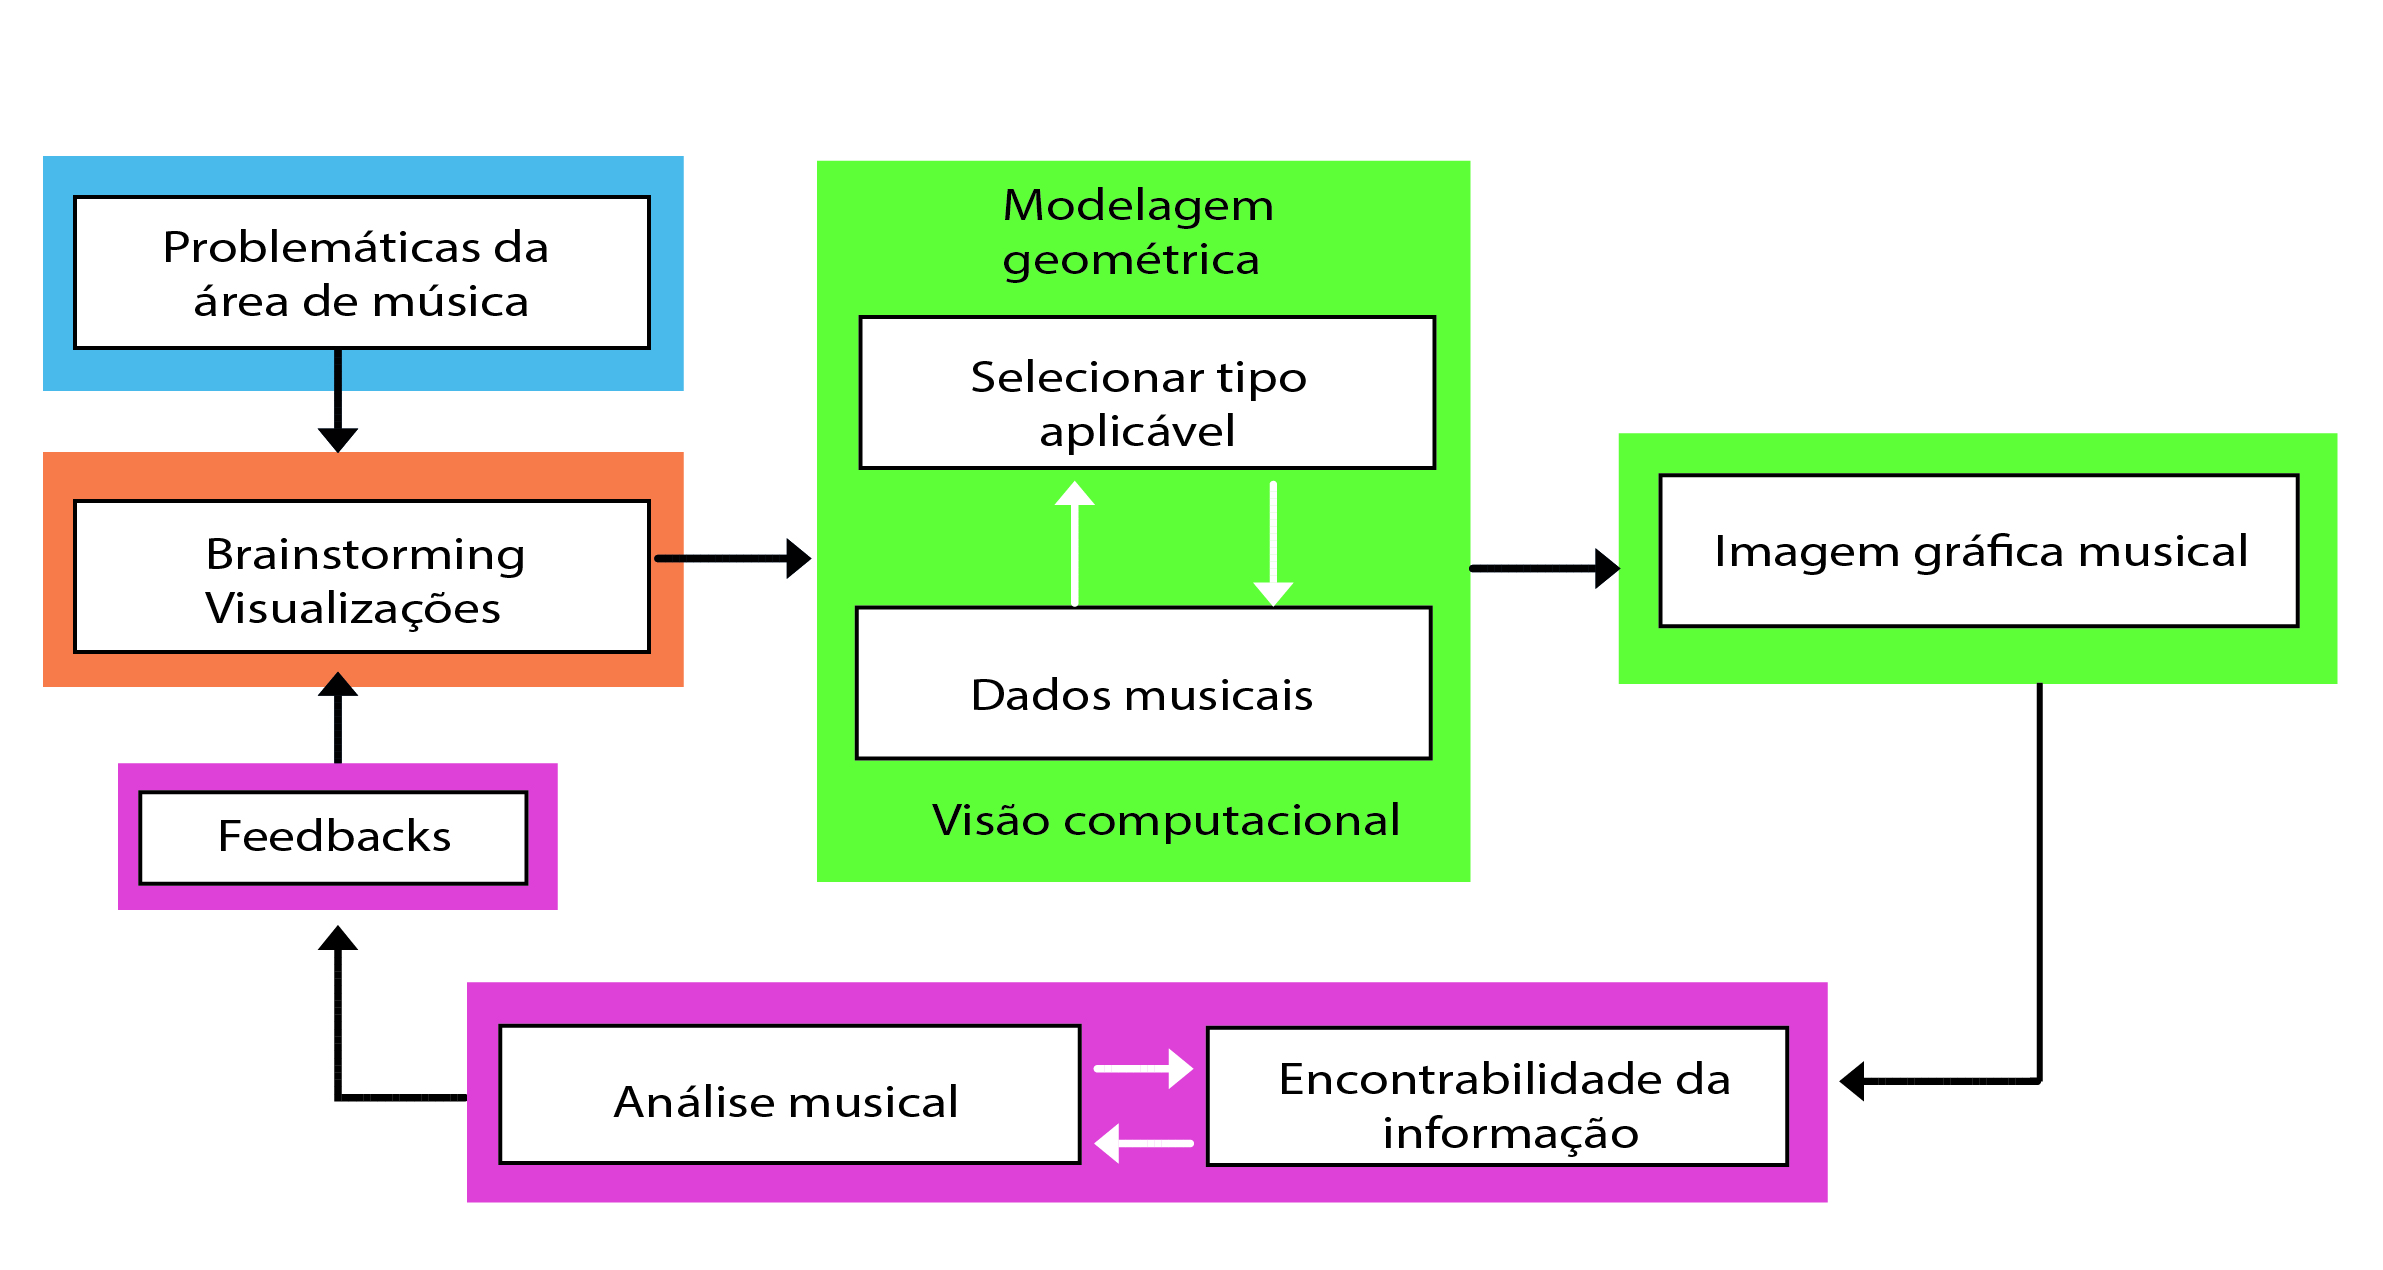 Problemáticas da
área de música
Brainstorming
Visualizações
Feedbacks
Modelagem
geométrica
Selecionar tipo
aplicável
Dados musicais
Visão computacional
Imagem gráfica musical
Análise musical
Encontrabilidade da
informação